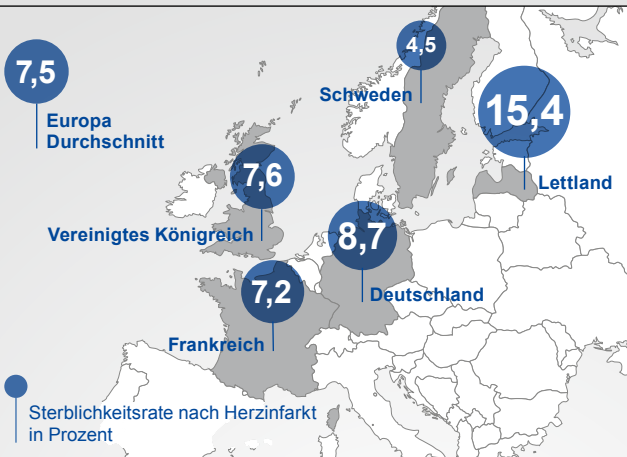 4,5
7,5
Schweden
15,4
Europa
Durchschnitt
7,6
Lettland
Vereinigtes Königreich
8,7
7,2
Deutschland
Frankreich
Sterblichkeitsrate nach Herzinfarkt
in Prozent